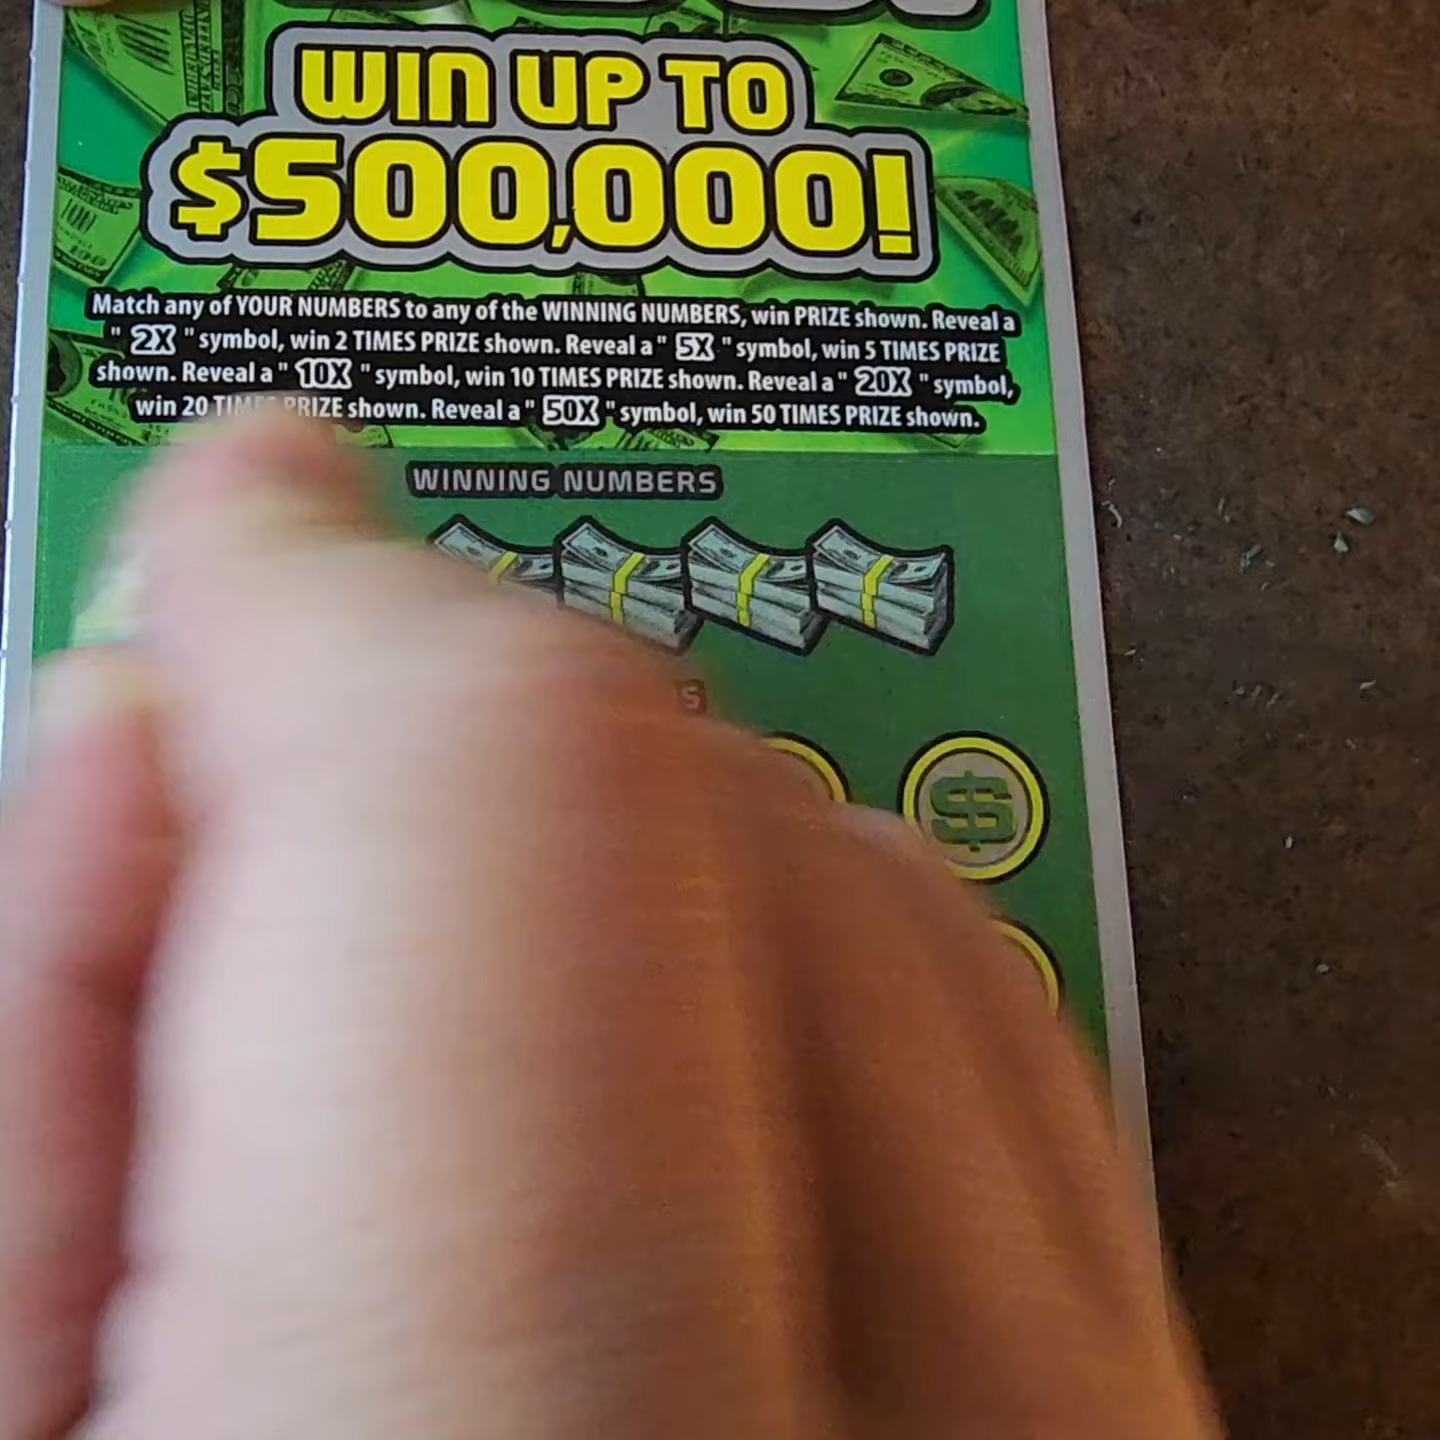 WIN UP TO
$500,000!
Match any of YOUR NUMBERS to any of the WINNING NUMBERS, win PRIZE shown. Reveal a
" 2X " symbol, win 2 TIMES PRIZE shown. Reveal a " 5X " symbol, win 5 TIMES PRIZE
shown. Reveal a " 10X " symbol, win 10 TIMES PRIZE shown. Reveal a " 20X " symbol,
win 20 TIMES PRIZE shown. Reveal a " 50X " symbol, win 50 TIMES PRIZE shown.
WINNING NUMBERS
$